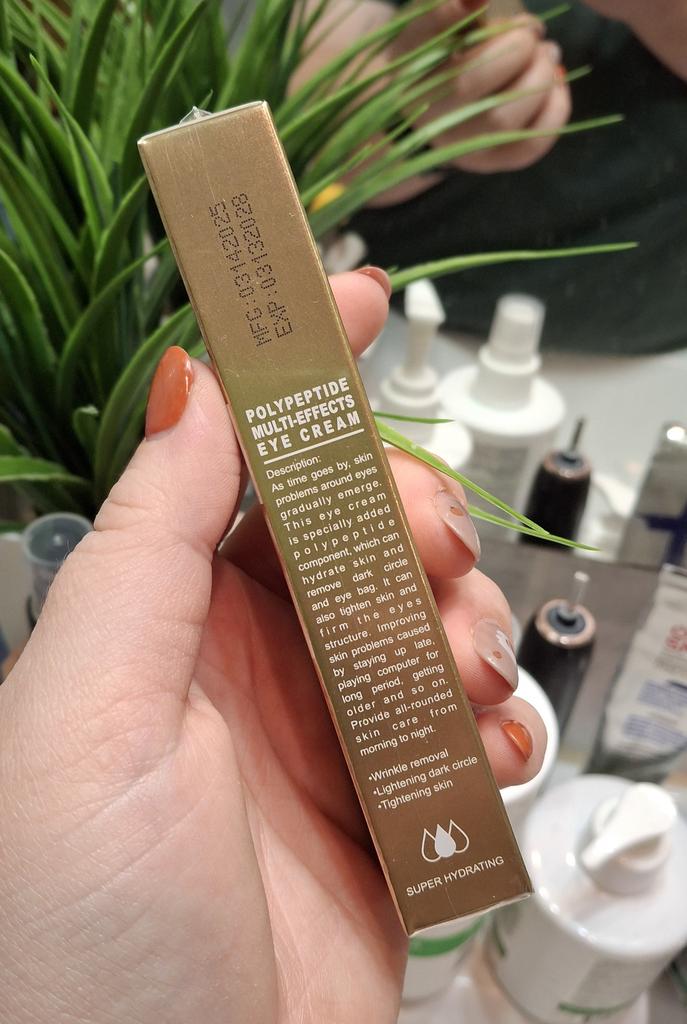 MFG:03142025
EXP:03132028
POLYPEPTIDE
MULTI-EFFECTS
EYE CREAM
Description:
As time goes by, skin
problems around eyes
gradually emerge.
This eye cream
is specially added
polypeptide
component, which can
hydrate skin and
remove dark circle
and eye bag. It can
also tighten skin and
firm the eyes
structure. Improving
skin problems caused
by staying up late,
playing computer for
long period, getting
older and so on.
Provide all-rounded
skin care from
morning to night.
•Wrinkle removal
•Lightening dark circle
•Tightening skin
SUPER HYDRATING